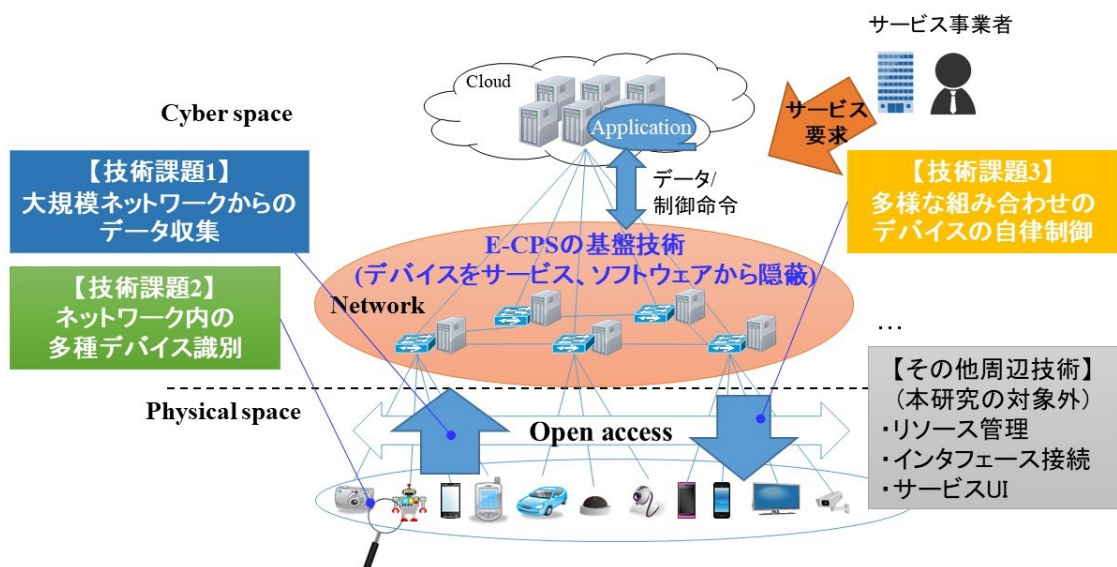 サービス事業者
Cloud
Application
サービス
要求
Cyber space
【技術課題1】
大規模ネットワークからの
データ収集
データ/
制御命令
【技術課題3】
多様な組み合わせの
デバイスの自律制御
E-CPSの基盤技術
(デバイスをサービス、ソフトウェアから隠蔽)
【技術課題2】
ネットワーク内の
多種デバイス識別
Network
…
Physical space
Open access
【その他周辺技術】
(本研究の対象外)
・リソース管理
・インタフェース接続
・サービスUI